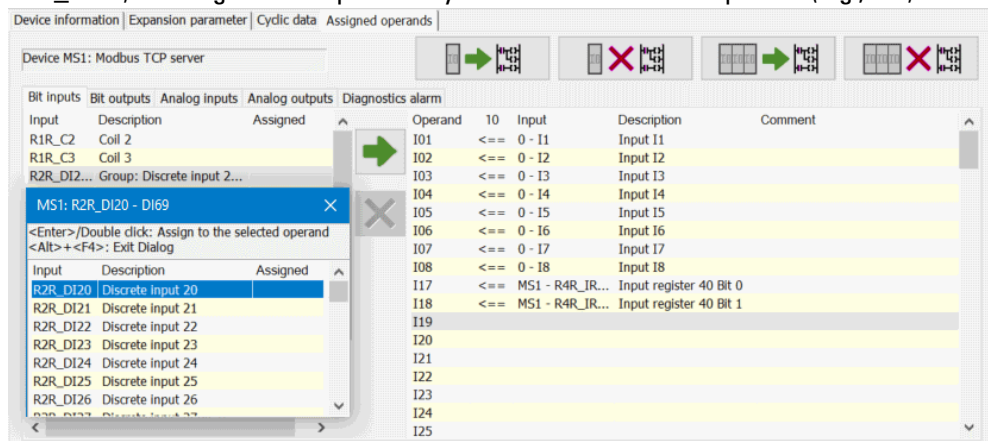 Device information Expansion parameter Cyclic data Assigned operands
Device MS1: Modbus TCP server
Bit inputs Bit outputs Analog inputs Analog outputs Diagnostics alarm
Input Description Assigned
R1R_C2 Coil 2
R1R_C3 Coil 3
R2R_DI2... Group: Discrete input 2...
MS1: R2R_DI20 - DI69
<Enter>/Double click: Assign to the selected operand
<Alt>+<F4>: Exit Dialog
Input Description Assigned
R2R_DI20 Discrete input 20
R2R_DI21 Discrete input 21
R2R_DI22 Discrete input 22
R2R_DI23 Discrete input 23
R2R_DI24 Discrete input 24
R2R_DI25 Discrete input 25
R2R_DI26 Discrete input 26
Operand 10 Input Description Comment
I01 <== 0 - I1 Input I1
I02 <== 0 - I2 Input I2
I03 <== 0 - I3 Input I3
I04 <== 0 - I4 Input I4
I05 <== 0 - I5 Input I5
I06 <== 0 - I6 Input I6
I07 <== 0 - I7 Input I7
I08 <== 0 - I8 Input I8
I17 <== MS1 - R4R_IR... Input register 40 Bit 0
I18 <== MS1 - R4R_IR... Input register 40 Bit 1
I19
I20
I21
I22
I23
I24
I25